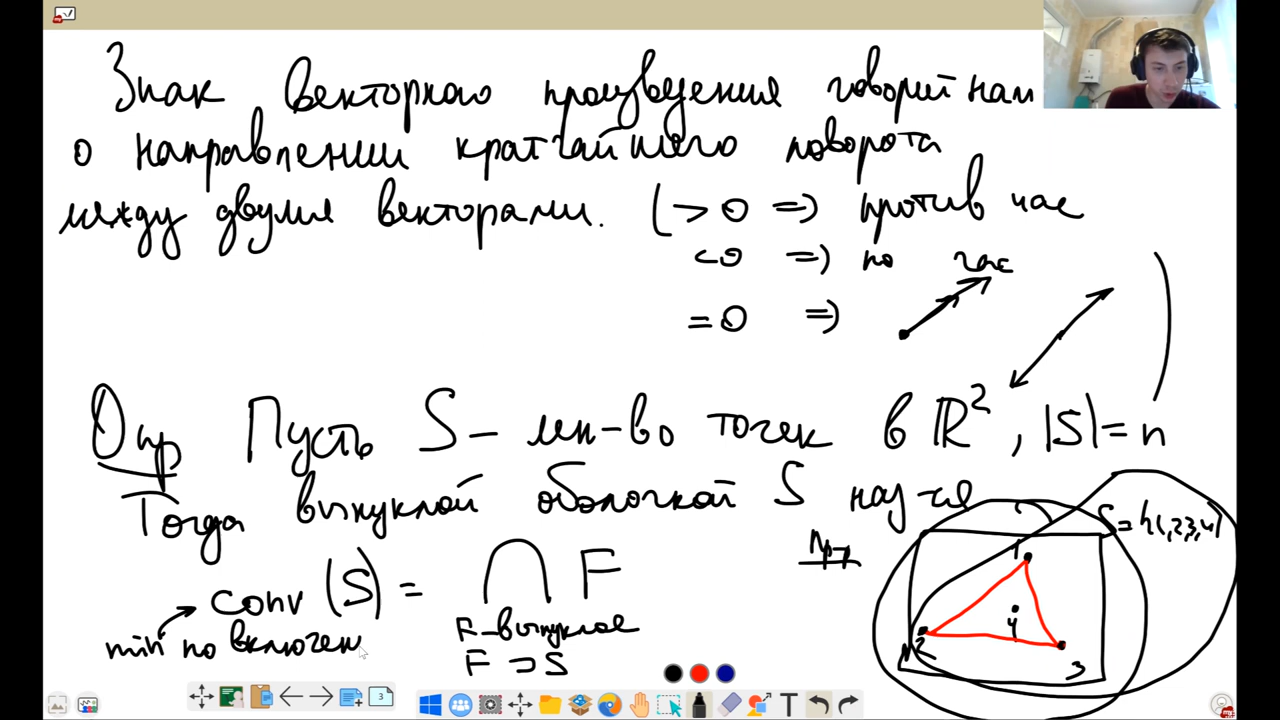 Знак векторного произведения говорит нам
о направлении кратчайшего поворота
между двумя векторами. (>0 => против час
<0 => по час
=0 =>
)
Опр Пусть S – мн-во точек в ℝ², |S|=n
Тогда выпуклой оболочкой S наз-ся
conv (S) = ∩ F
F-выпуклое
F ⊃ S
min по включен
Пр-р
S={1,2,3,4}
1
2
4
3
3
T